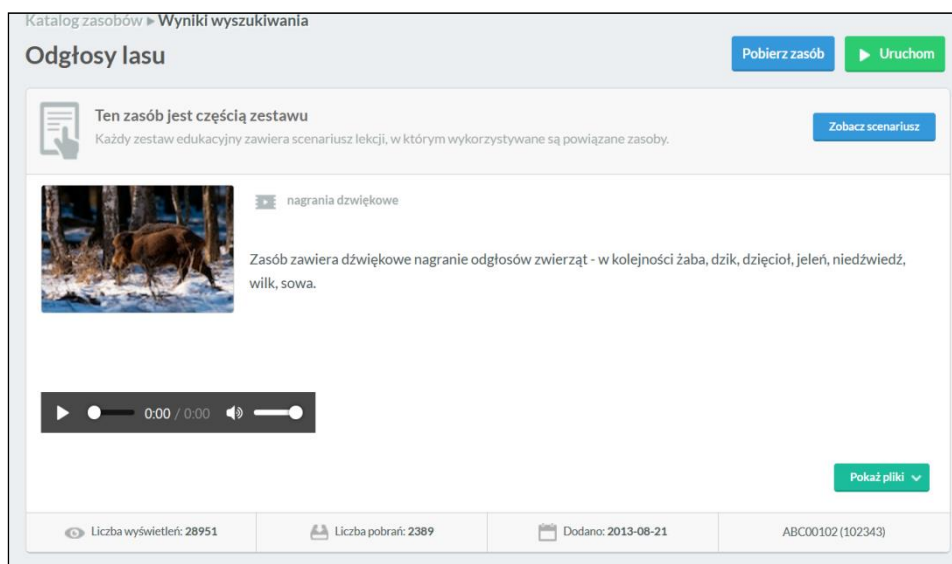 Katalog zasobów ▸ Wyniki wyszukiwania
Odgłosy lasu
Pobierz zasób
Uruchom
Ten zasób jest częścią zestawu
Każdy zestaw edukacyjny zawiera scenariusz lekcji, w którym wykorzystywane są powiązane zasoby.
Zobacz scenariusz
nagrania dzwiękowe
Zasób zawiera dźwiękowe nagranie odgłosów zwierząt - w kolejności żaba, dzik, dzięcioł, jeleń, niedźwiedź,
wilk, sowa.
0:00 / 0:00
Pokaż pliki
Liczba wyświetleń: 28951
Liczba pobrań: 2389
Dodano: 2013-08-21
ABC00102 (102343)